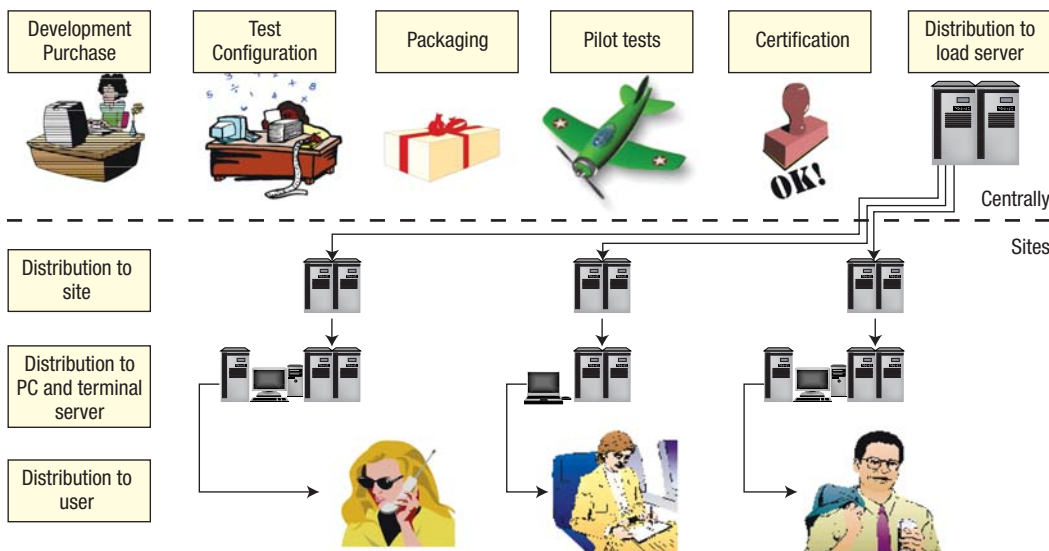 Development
Purchase
Test
Configuration
Packaging
Pilot tests
Certification
Distribution to
load server
OK!
Centrally
Sites
Distribution to
site
Distribution to
PC and terminal
server
Distribution to
user